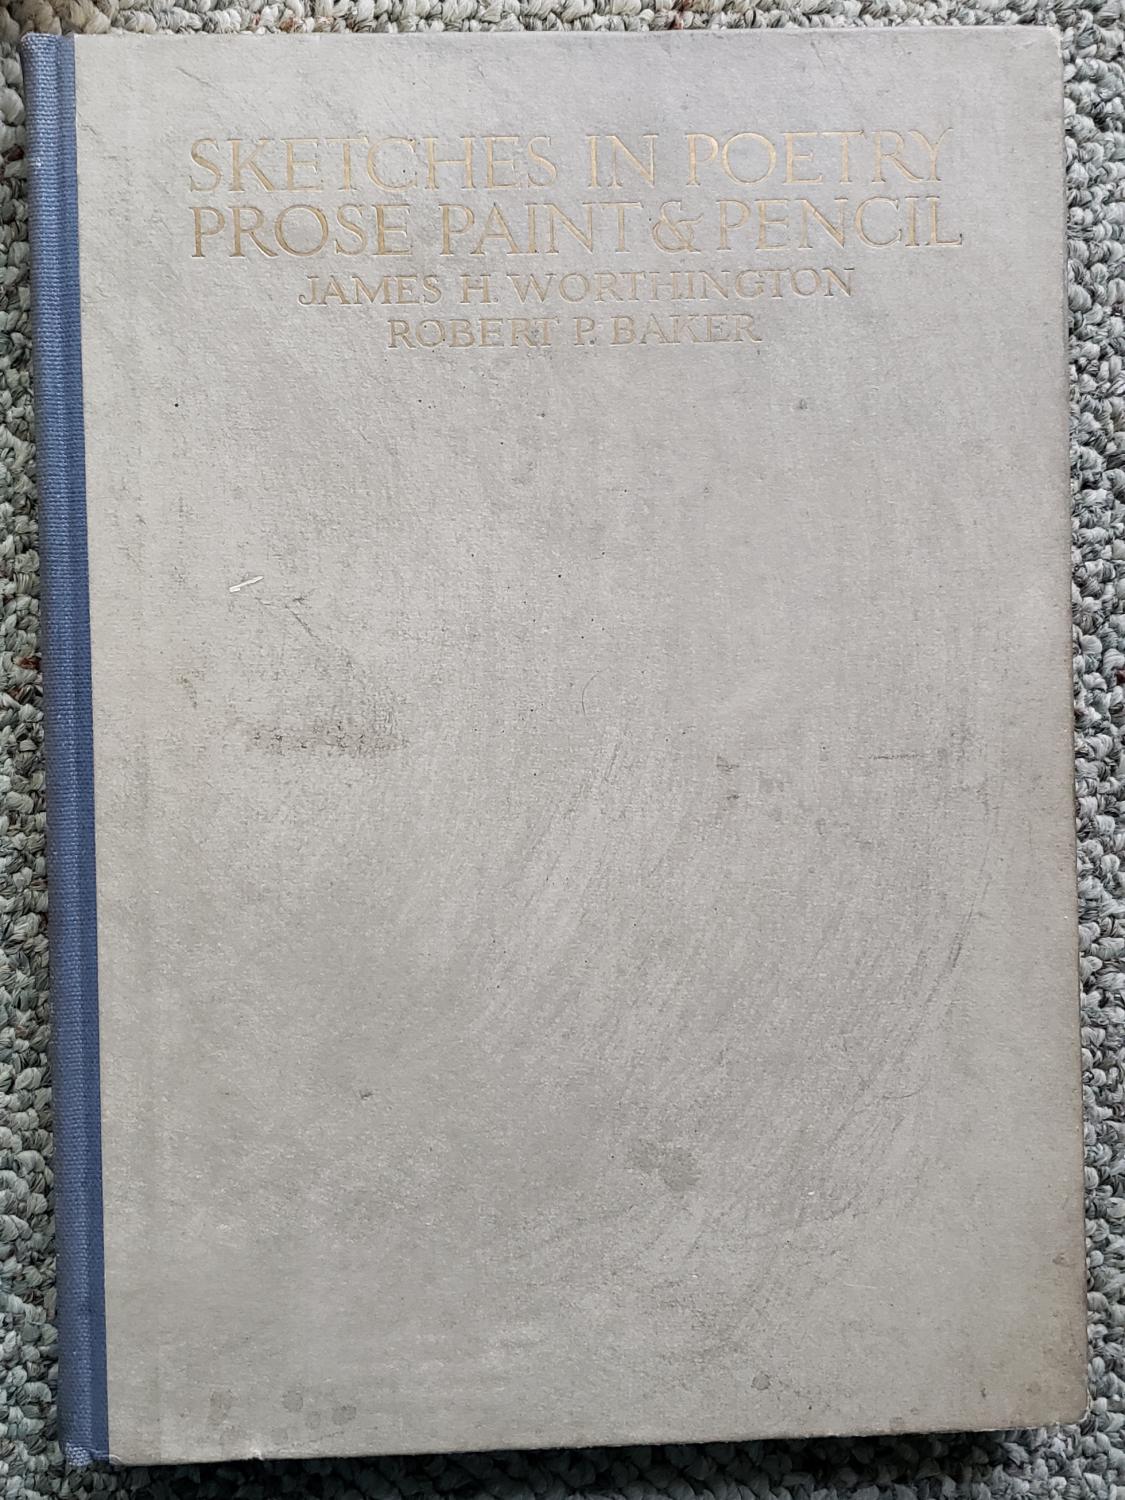 SKETCHES IN POETRY
PROSE PAINT & PENCIL
JAMES H. WORTHINGTON
ROBERT P. BAKER